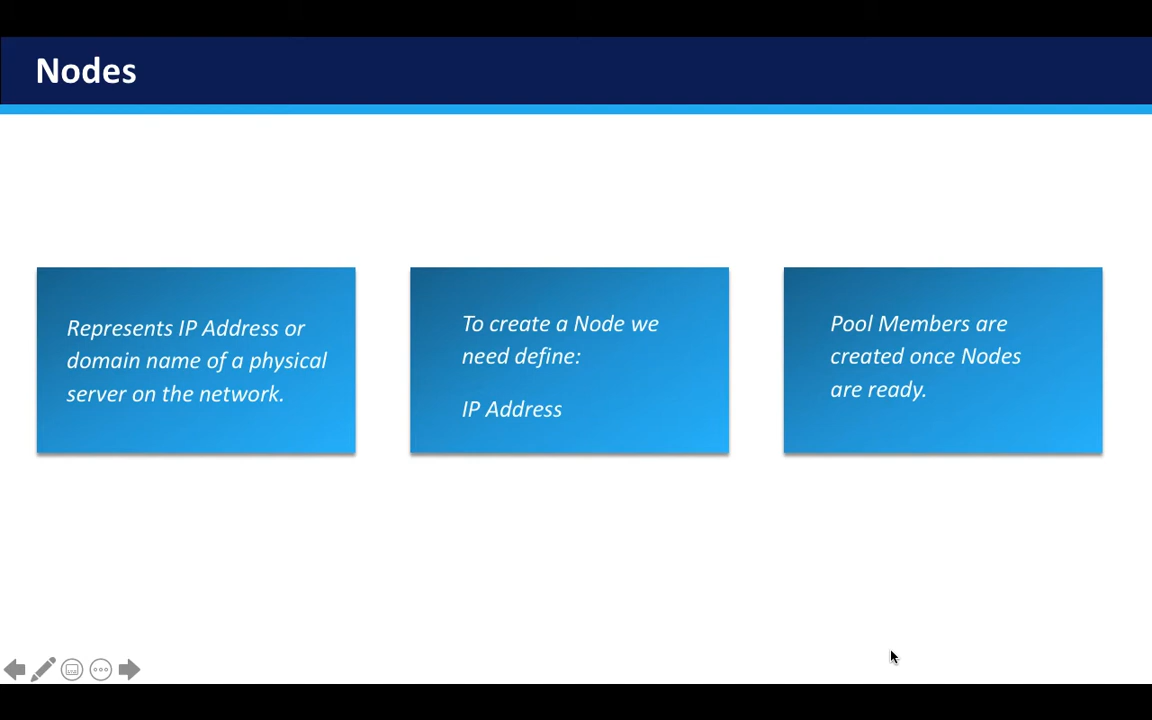 Nodes
Represents IP Address or
domain name of a physical
server on the network.
To create a Node we
need define:
IP Address
Pool Members are
created once Nodes
are ready.